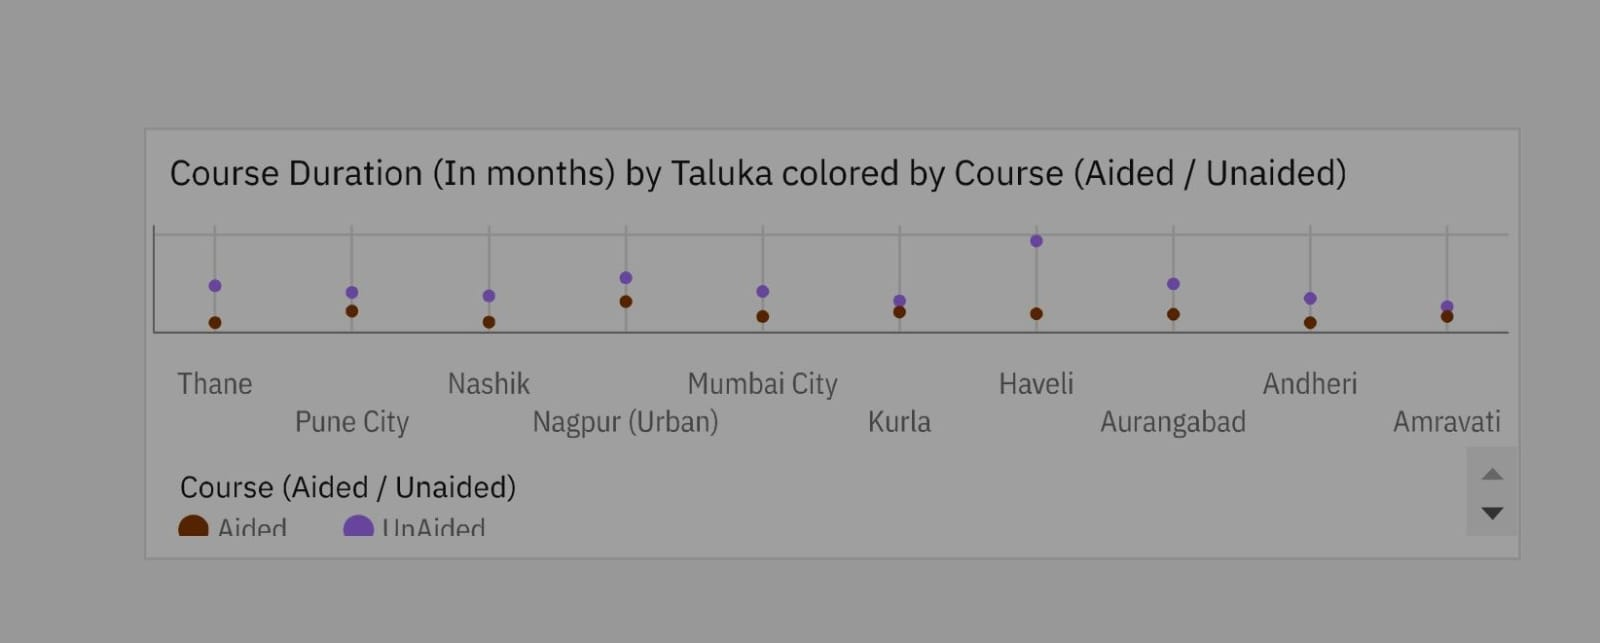 Course Duration (In months) by Taluka colored by Course (Aided / Unaided)
Thane Nashik Mumbai City Haveli Andheri
Pune City Nagpur (Urban) Kurla Aurangabad Amravati
Course (Aided / Unaided)
Aided UnAided